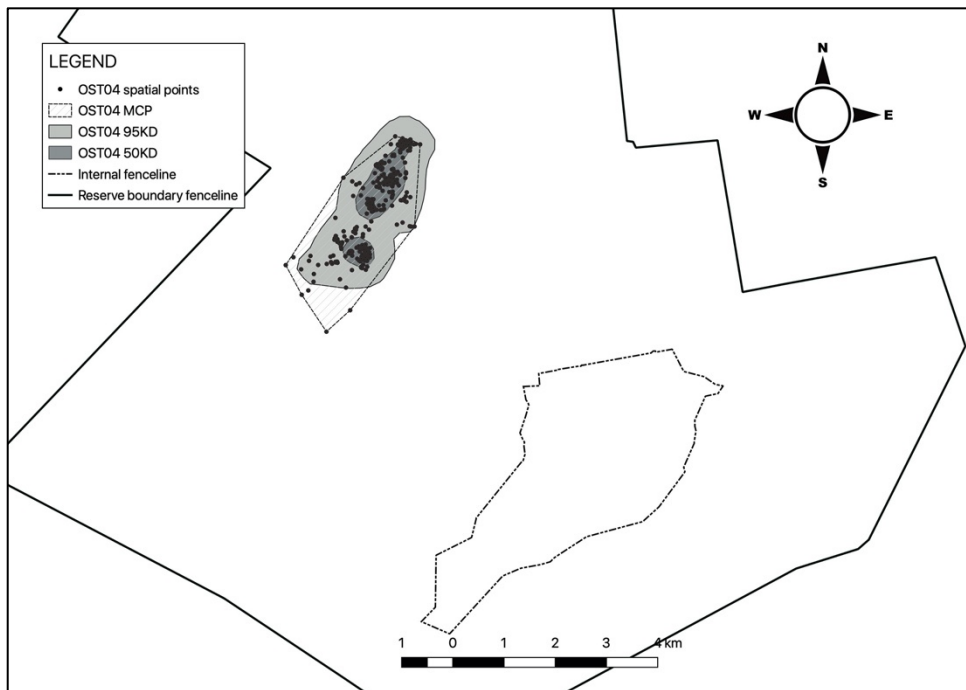 LEGEND
OST04 spatial points
OST04 MCP
OST04 95KD
OST04 50KD
Internal fenceline
Reserve boundary fenceline
N
W E
S
1 0 1 2 3 4 km